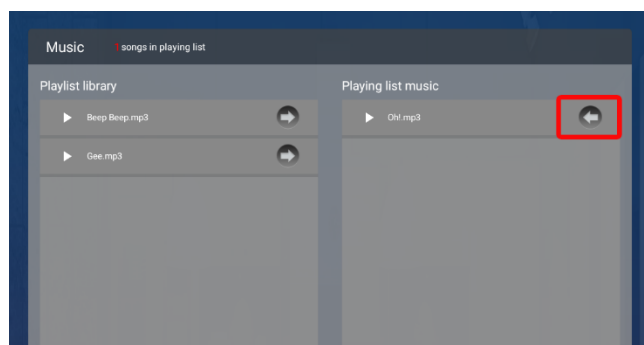 Music songs in playing list
Playlist library
Playing list music
Beep Beep.mp3
Oh!.mp3
Gee.mp3